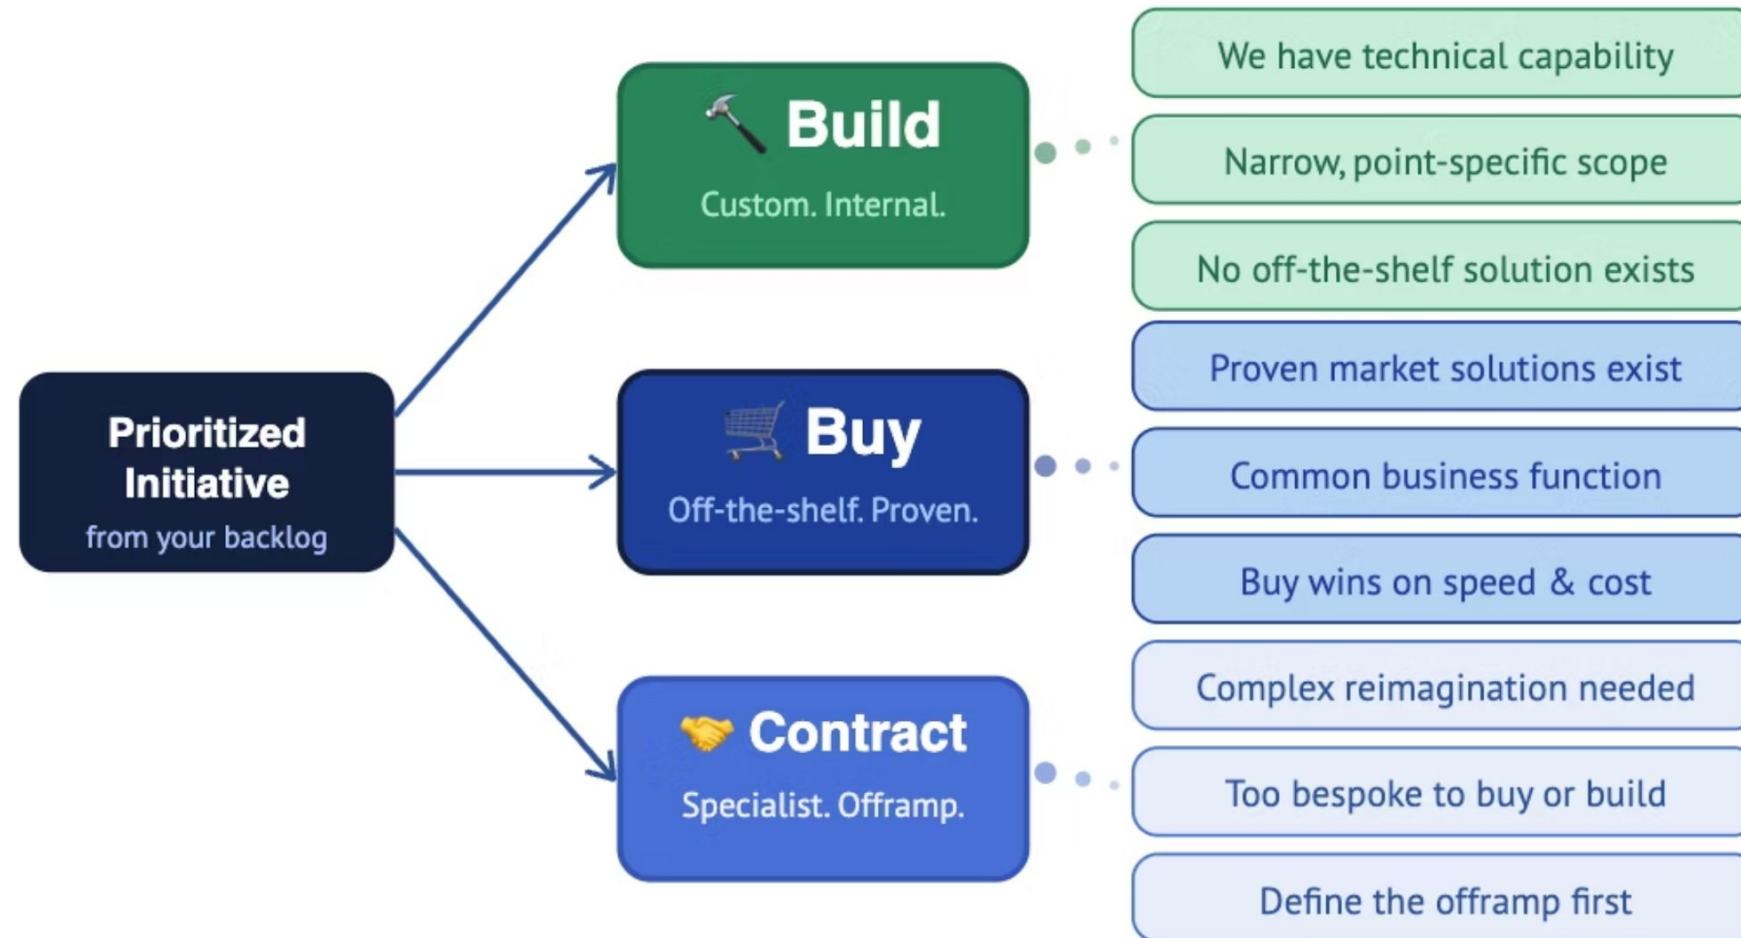 Prioritized
Initiative
from your backlog
Build
Custom. Internal.
We have technical capability
Narrow, point-specific scope
No off-the-shelf solution exists
Buy
Off-the-shelf. Proven.
Proven market solutions exist
Common business function
Buy wins on speed & cost
Contract
Specialist. Offramp.
Complex reimagination needed
Too bespoke to buy or build
Define the offramp first